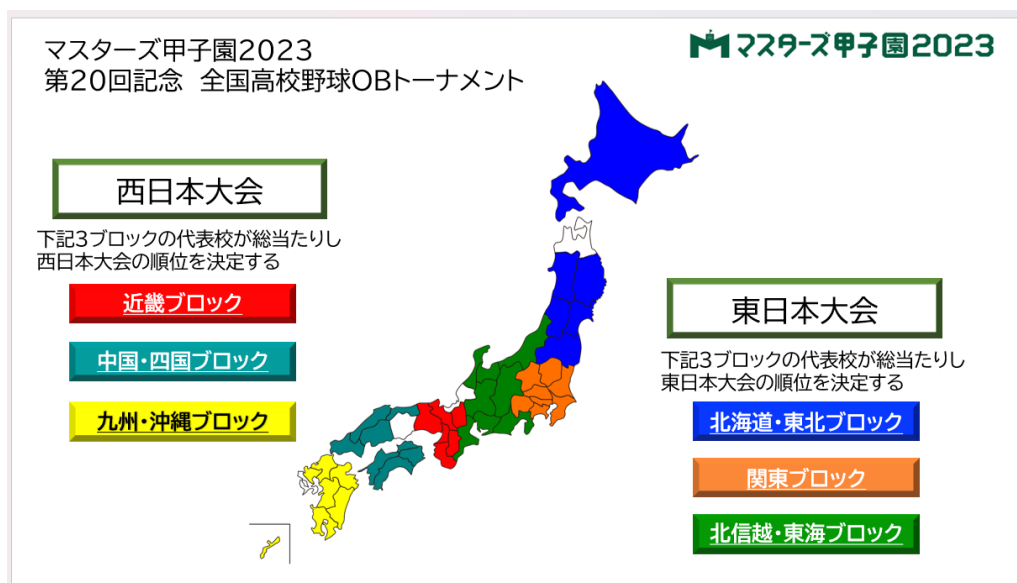 マスターズ甲子園2023
第20回記念 全国高校野球OBトーナメント
マスターズ甲子園2023
西日本大会
下記3ブロックの代表校が総当たりし
西日本大会の順位を決定する
近畿ブロック
中国・四国ブロック
九州・沖縄ブロック
東日本大会
下記3ブロックの代表校が総当たりし
東日本大会の順位を決定する
北海道・東北ブロック
関東ブロック
北信越・東海ブロック